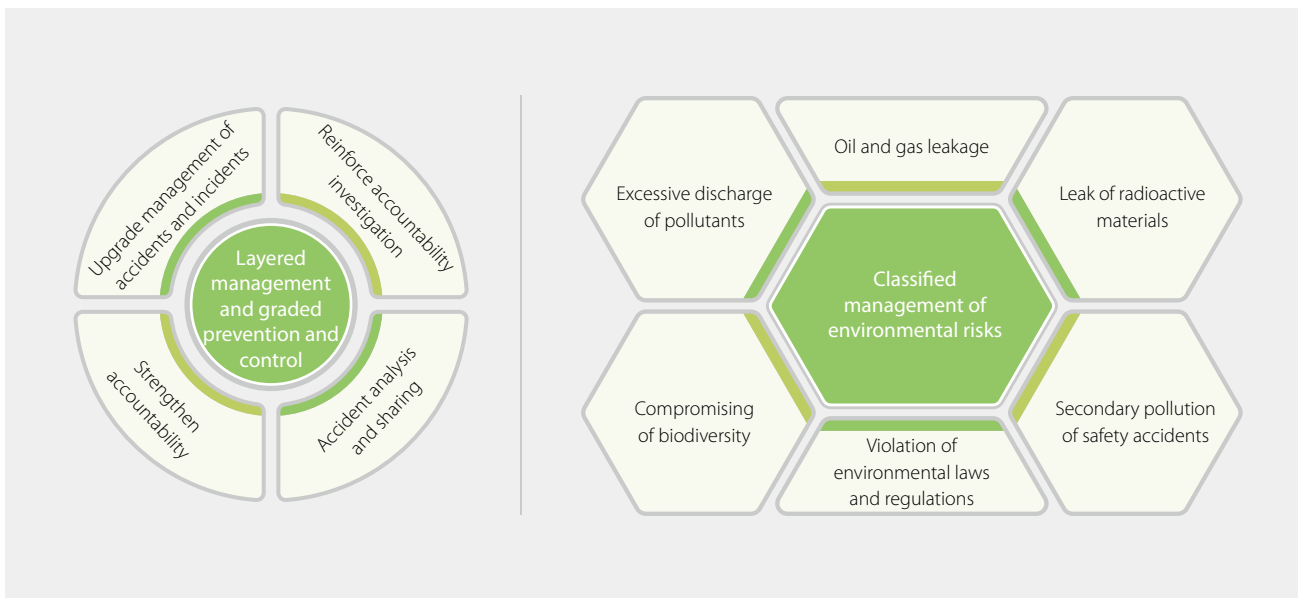 Upgrade management of
accidents and incidents
Reinforce accountability
investigation
Layered
management
and graded
prevention and
control
Strengthen
accountability
Accident analysis
and sharing
Oil and gas leakage
Excessive discharge
of pollutants
Leak of radioactive
materials
Classified
management of
environmental risks
Compromising
of biodiversity
Secondary pollution
of safety accidents
Violation of
environmental laws
and regulations